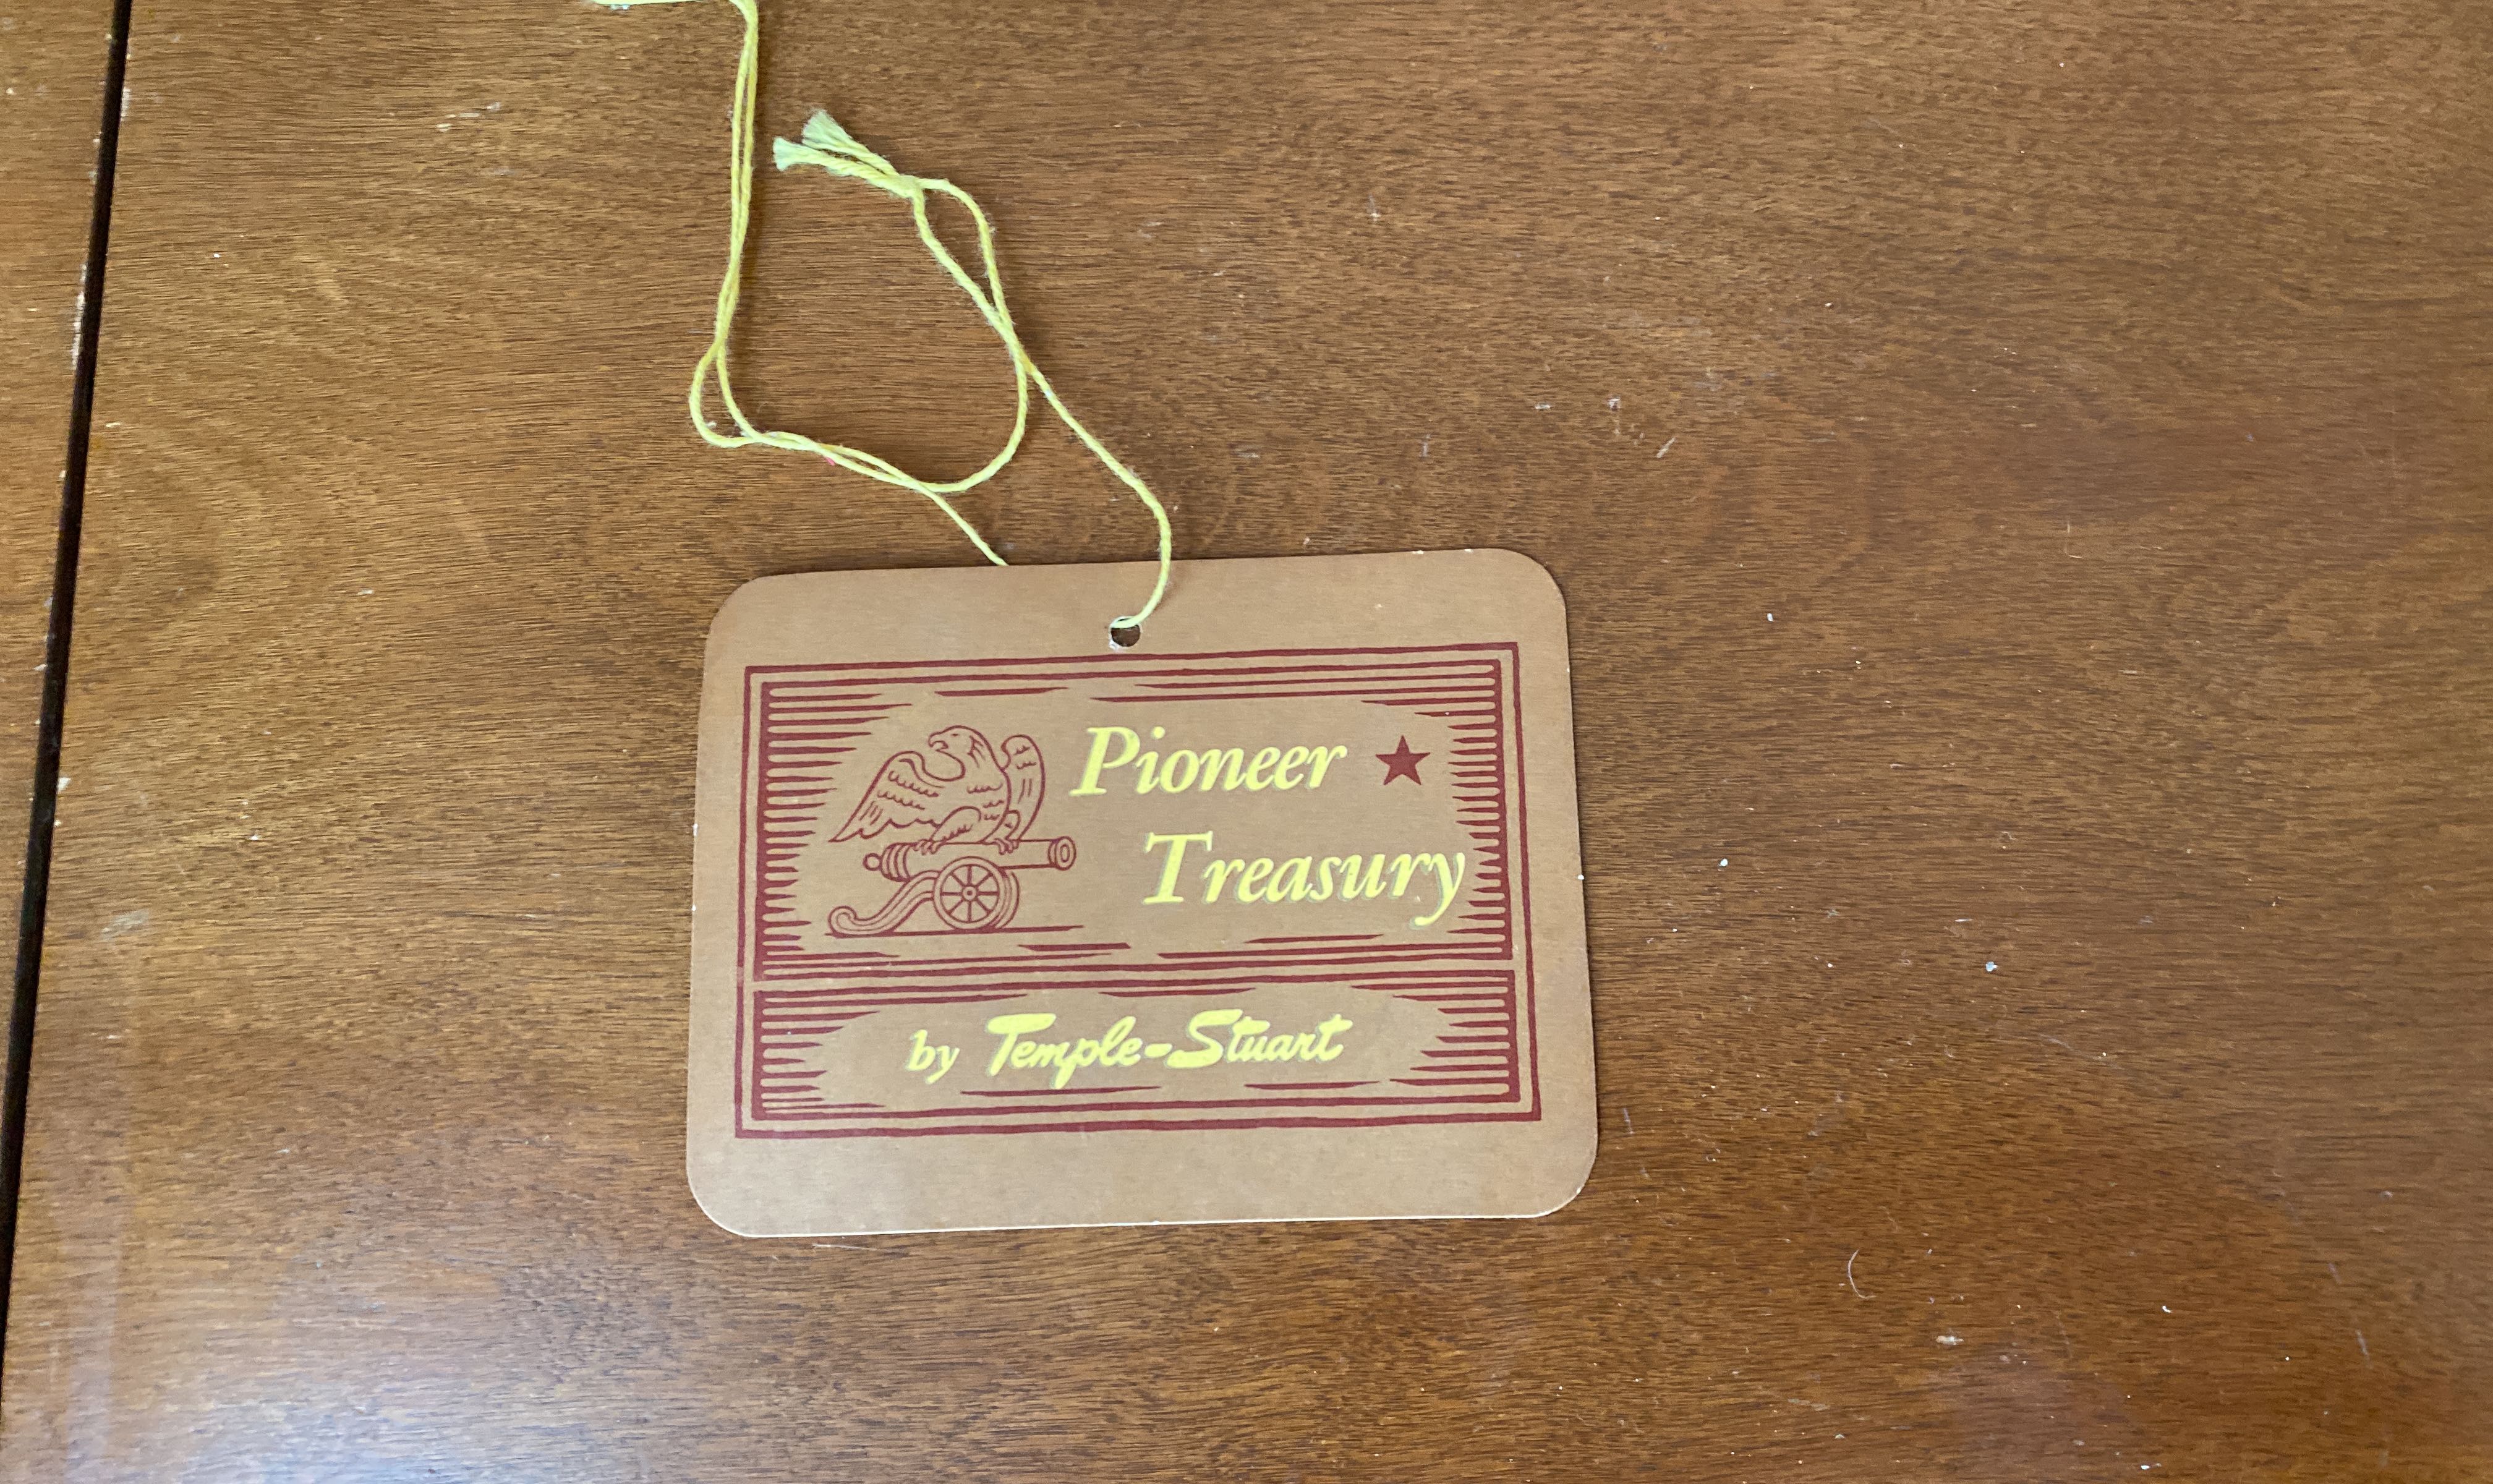 Pioneer
Treasury
by Temple-Stuart